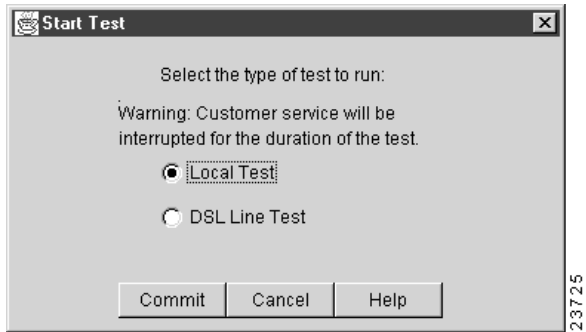 Start Test
Select the type of test to run:
Warning: Customer service will be
interrupted for the duration of the test.
Local Test
DSL Line Test
Commit
Cancel
Help
23725